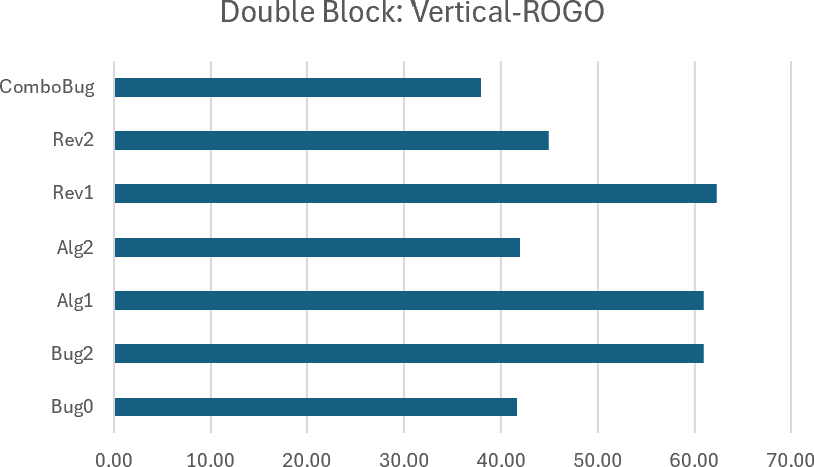 Double Block: Vertical-ROGO
ComboBug
Rev2
Rev1
Alg2
Alg1
Bug2
Bug0
0.00 10.00 20.00 30.00 40.00 50.00 60.00 70.00